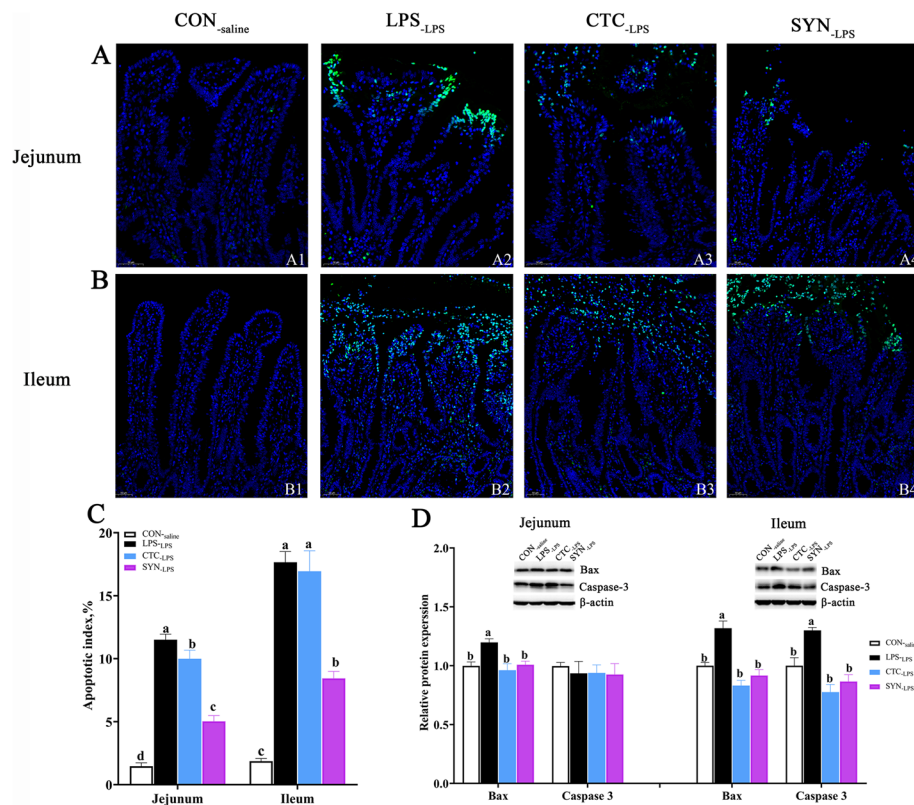 CON-saline LPS-LPS CTC-LPS SYN-LPS
A
Jejunum
A1 A2 A3 A4
B
Ileum
B1 B2 B3 B4
C
CON-saline
LPS-LPS
CTC-LPS
SYN-LPS
Apoptotic index,%
20
15
10
5
0
d a b c
c a a b
Jejunum Ileum
D
Jejunum Ileum
CON-saline LPS-LPS CTC-LPS SYN-LPS
Bax
Caspase-3
β-actin
CON-saline LPS-LPS CTC-LPS SYN-LPS
Bax
Caspase-3
β-actin
Relative protein experssion
2.0
1.5
1.0
0.5
0.0
b a b b
b a b b
b a b b
CON-saline
LPS-LPS
CTC-LPS
SYN-LPS
Bax Caspase 3 Bax Caspase 3